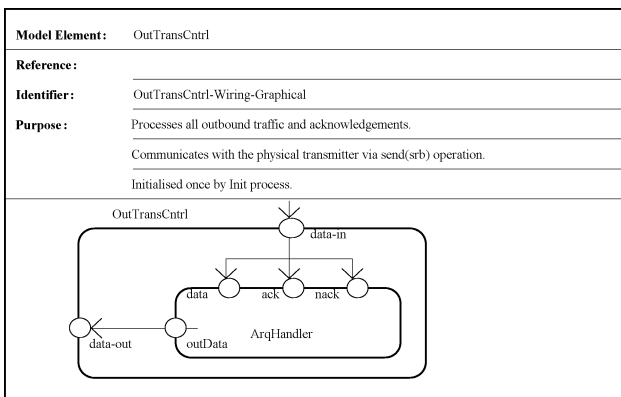 Model Element: OutTransCntrl
Reference:
Identifier: OutTransCntrl-Wiring-Graphical
Purpose: Processes all outbound traffic and acknowledgements.
Communicates with the physical transmitter via send(srb) operation.
Initialised once by Init process.
OutTransCntrl
data-in
data ack nack
ArqHandler
data-out outData